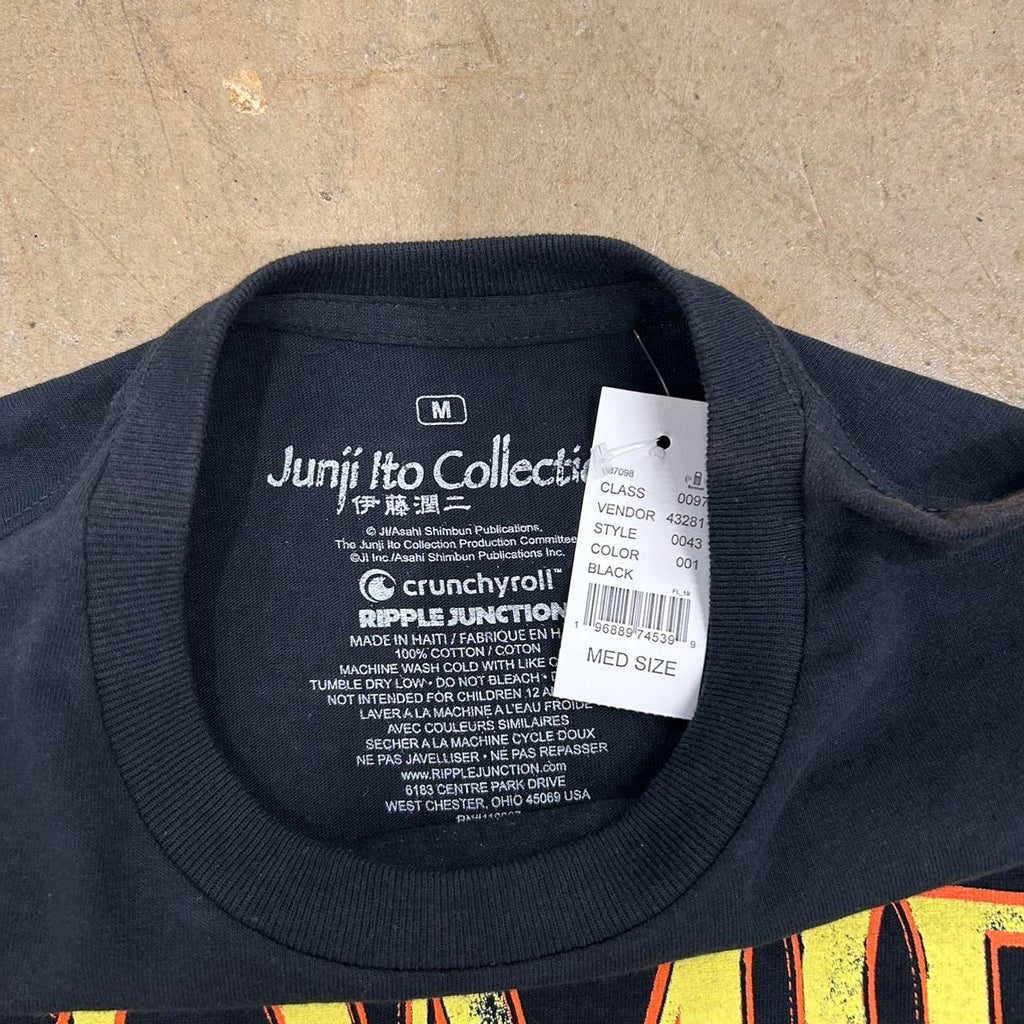 M
Junji Ito Collectio
伊藤潤二
© JI/Asahi Shimbun Publications,
The Junji Ito Collection Production Committee
©JI Inc./Asahi Shimbun Publications Inc.
crunchyroll™
RIPPLE JUNCTION
MADE IN HAITI / FABRIQUE EN HA
100% COTTON / COTON
MACHINE WASH COLD WITH LIKE
TUMBLE DRY LOW • DO NOT BLEACH •
NOT INTENDED FOR CHILDREN 12
LAVER A LA MACHINE A L'EAU FROIDE
AVEC COULEURS SIMILAIRES
SECHER A LA MACHINE CYCLE DOUX
NE PAS JAVELLISER • NE PAS REPASSER
www.RIPPLEJUNCTION.com
6183 CENTRE PARK DRIVE
WEST CHESTER, OHIO 45069 USA
CLASS 0097
VENDOR 43281
STYLE 0043
COLOR 001
BLACK
FL_19
1 96889 74539 9
MED SIZE